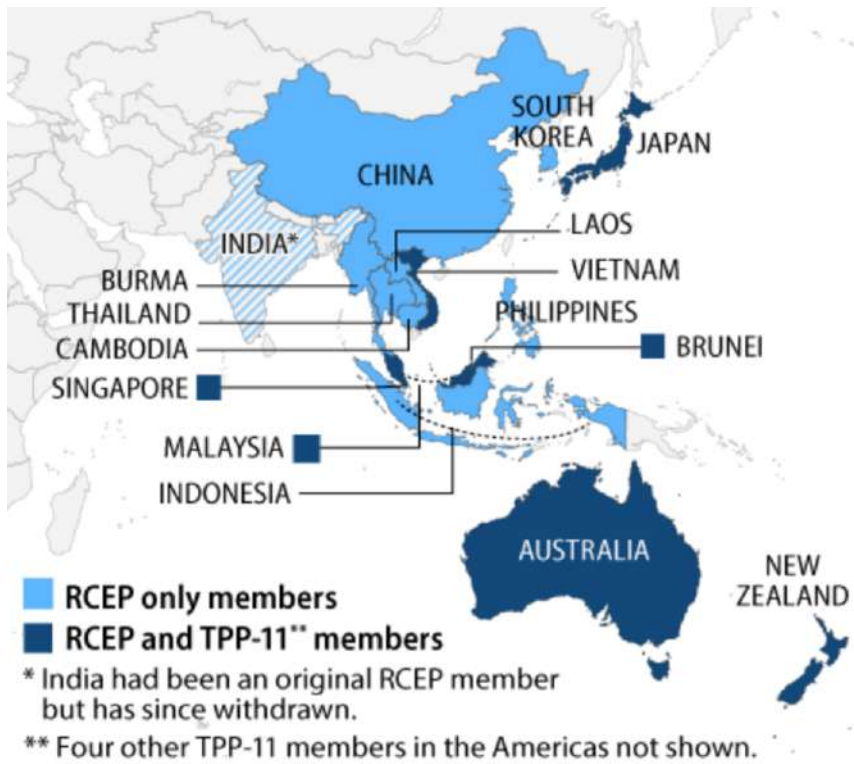 SOUTH
KOREA
JAPAN
CHINA
LAOS
INDIA*
VIETNAM
BURMA
THAILAND
PHILIPPINES
CAMBODIA
BRUNEI
SINGAPORE
MALAYSIA
INDONESIA
AUSTRALIA
NEW
ZEALAND
RCEP only members
RCEP and TPP-11** members
* India had been an original RCEP member
but has since withdrawn.
** Four other TPP-11 members in the Americas not shown.